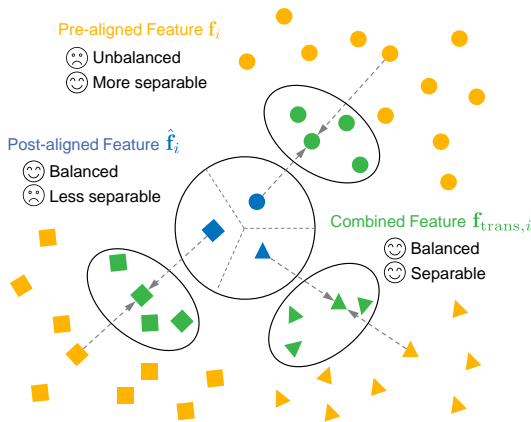 Pre-aligned Feature f_i
Unbalanced
More separable
Post-aligned Feature f̂_i
Balanced
Less separable
Combined Feature f_trans,i
Balanced
Separable